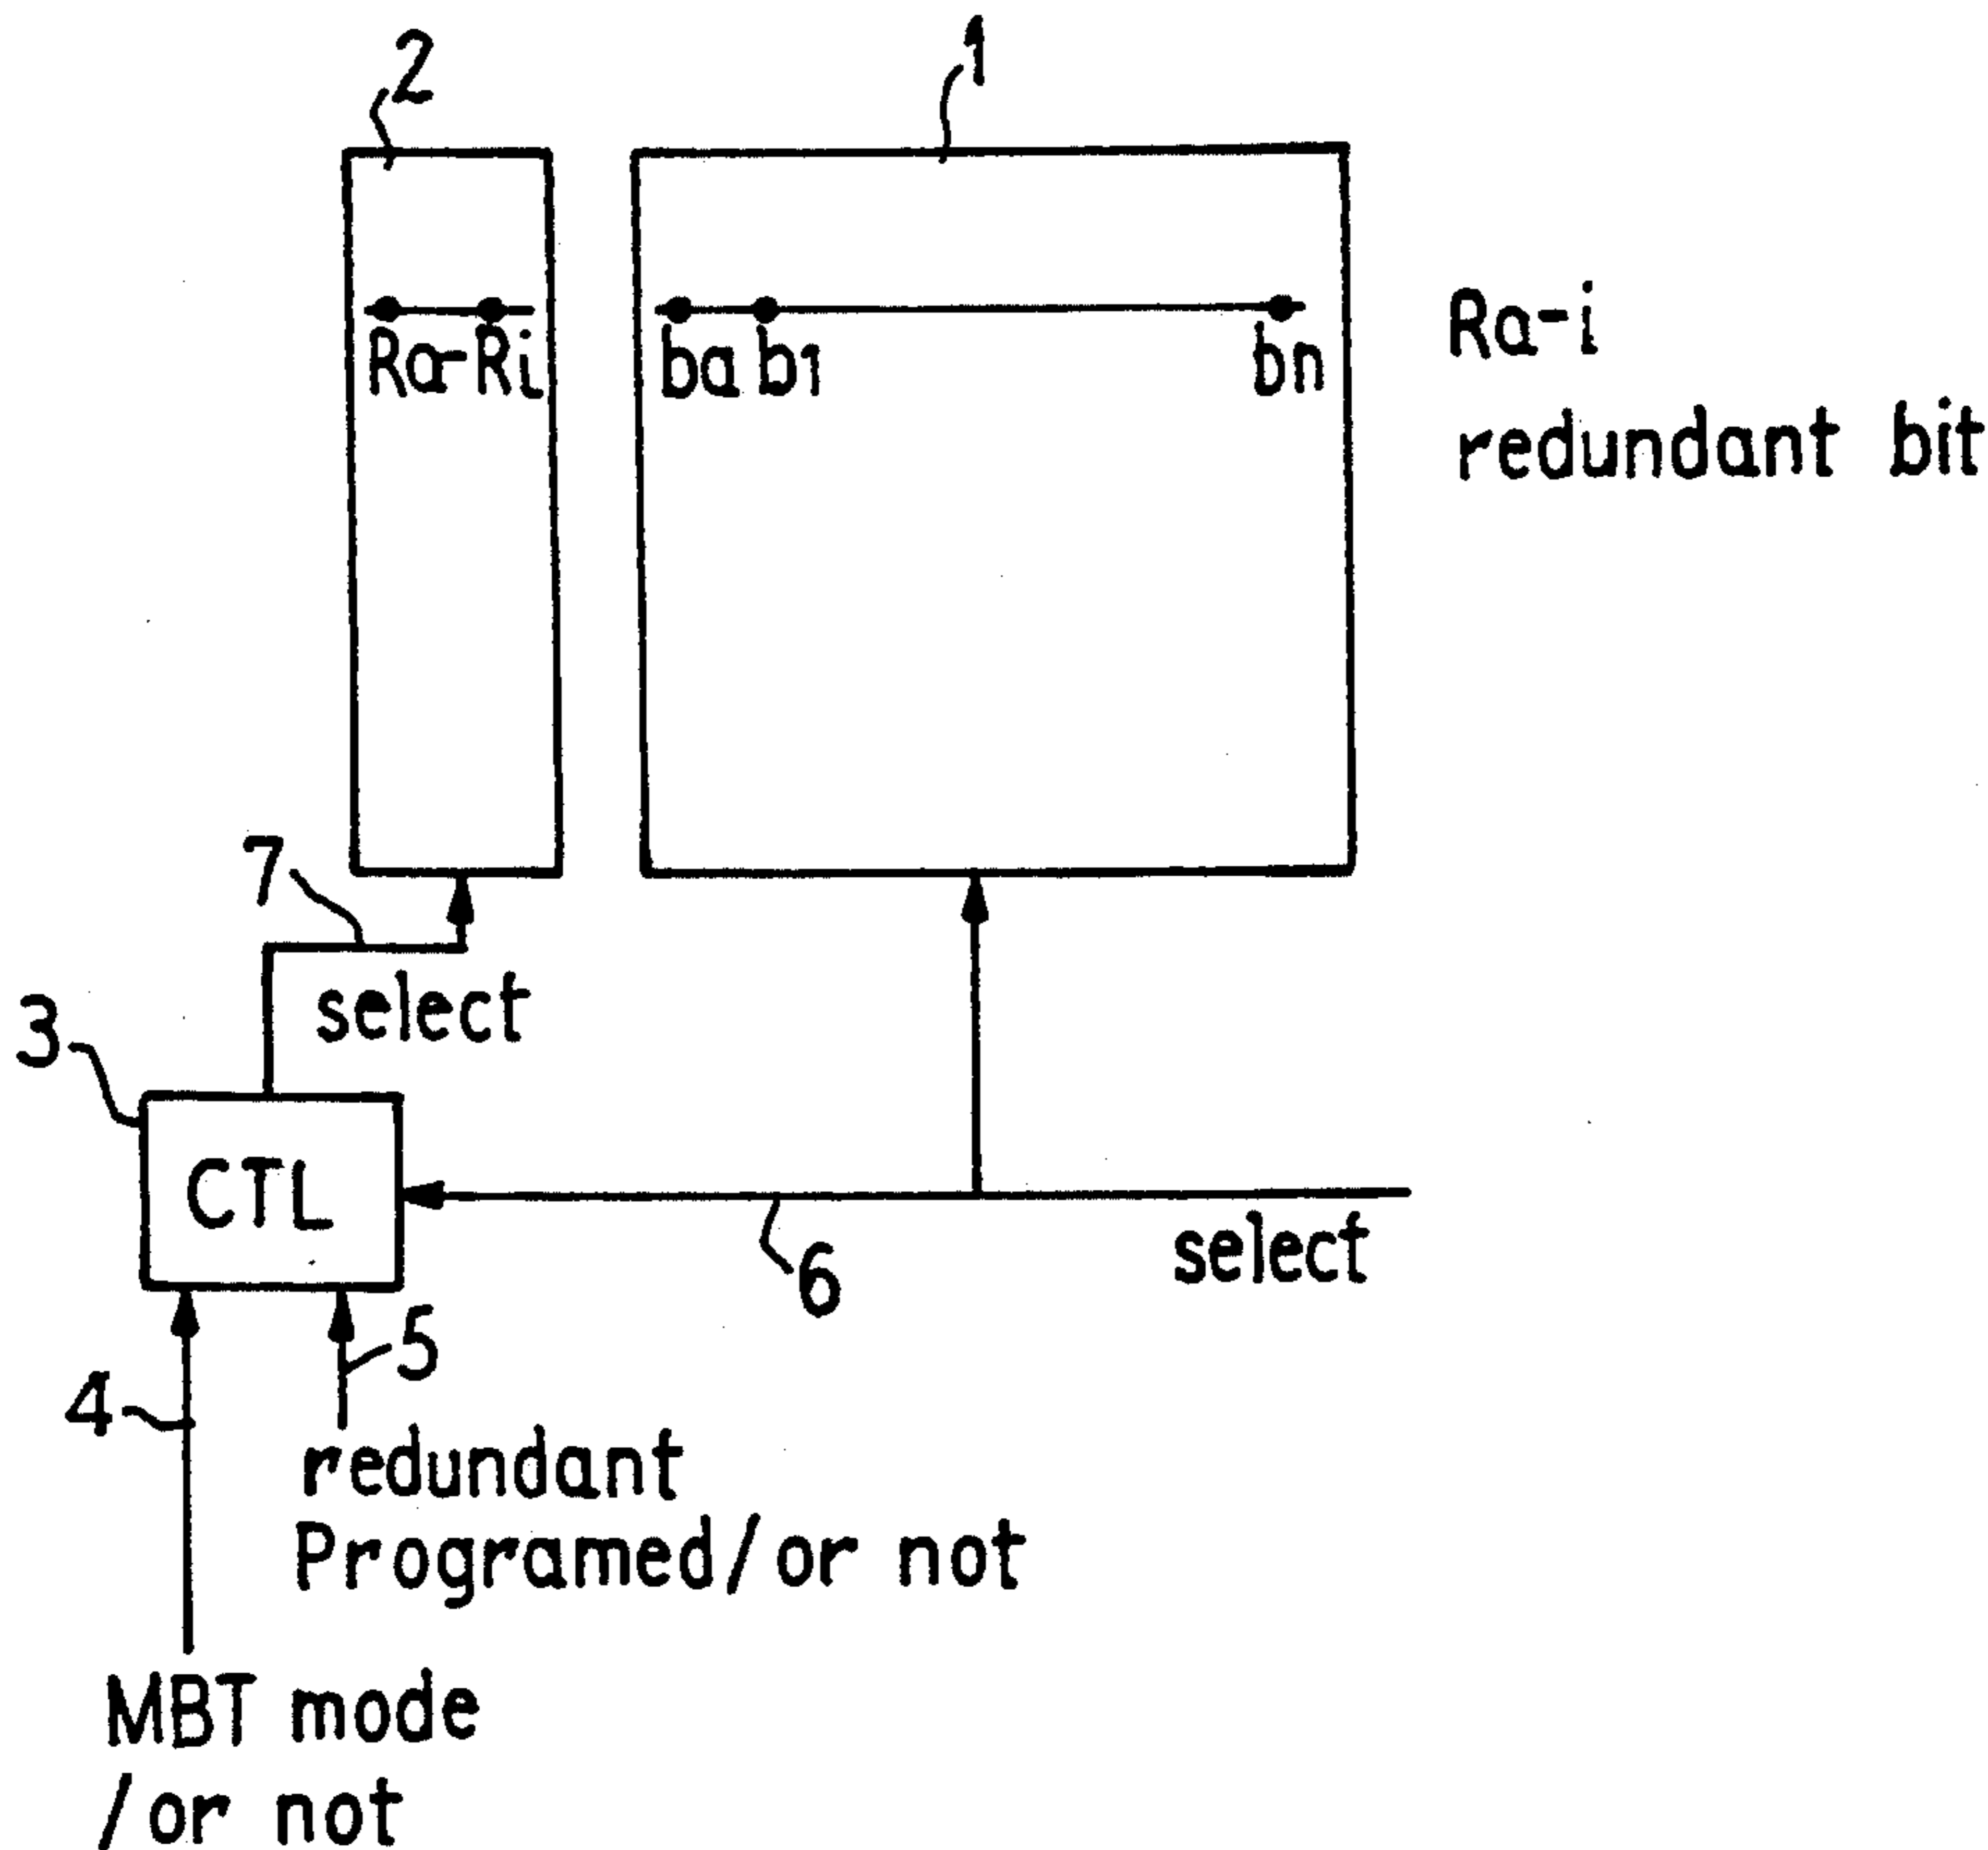 2
1
Ra-Ri
ba b1
bn
Ra-i
redundant bit
7
select
3
CTL
select
6
5
4
redundant
Programed/or not
MBT mode
/or not